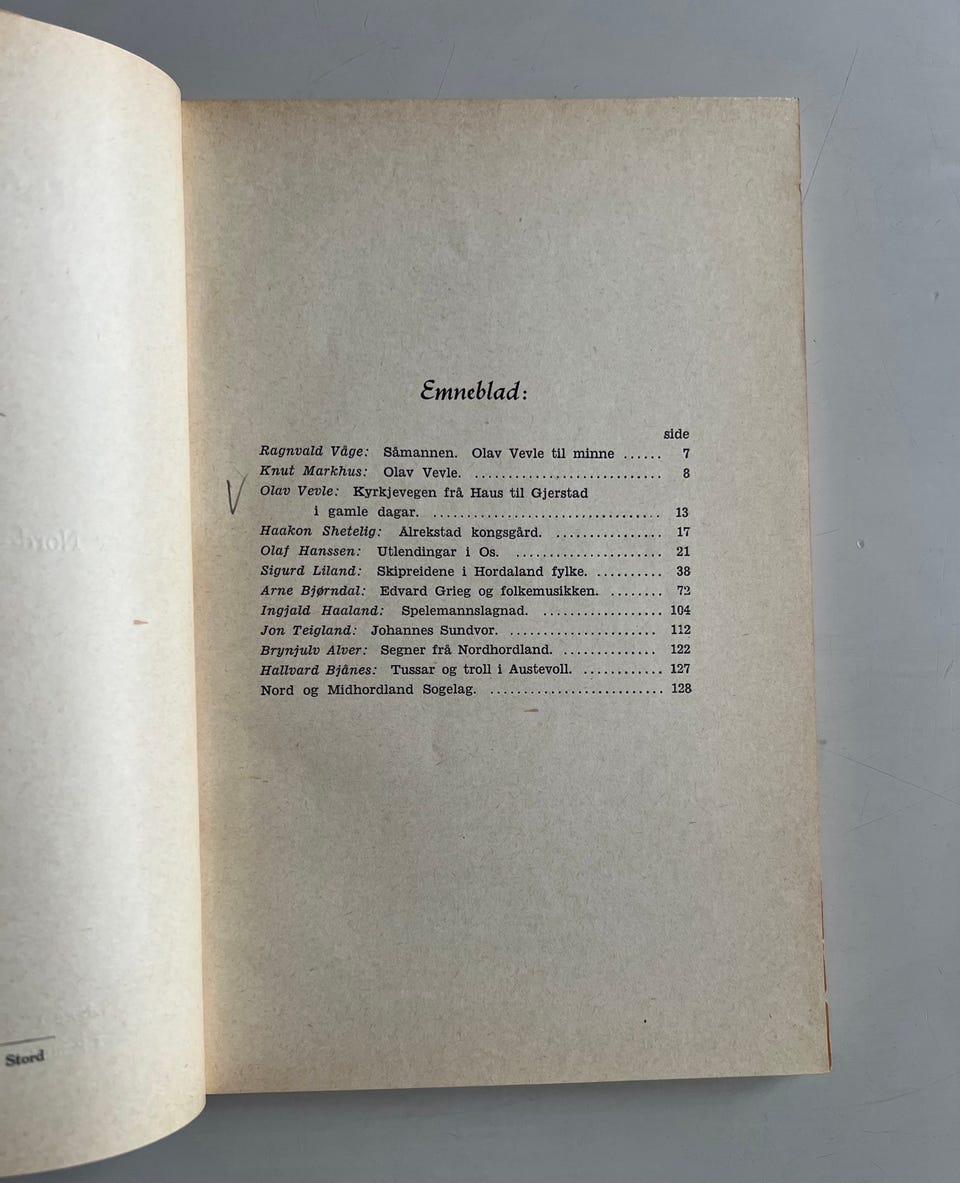 Emneblad:
side
Ragnvald Våge: Såmannen. Olav Vevle til minne ...... 7
Knut Markhus: Olav Vevle. ............................ 8
Olav Vevle: Kyrkjevegen frå Haus til Gjerstad
i gamle dagar. .................................. 13
Haakon Shetelig: Ålrekstad kongsgård. ................ 17
Olaf Hanssen: Utlendingar i Os. ...................... 21
Sigurd Liland: Skipreidene i Hordaland fylke. .......... 38
Arne Bjørndal: Edvard Grieg og folkemusikken. ........ 72
Ingjald Haaland: Spelemannslagnad. .................. 104
Jon Teigland: Johannes Sundvor. ...................... 112
Brynjulv Alver: Segner frå Nordhordland. .............. 122
Hallvard Bjånes: Tussar og troll i Austevoll. ............ 127
Nord og Midhordland Sogelag. .......................... 128
Stord